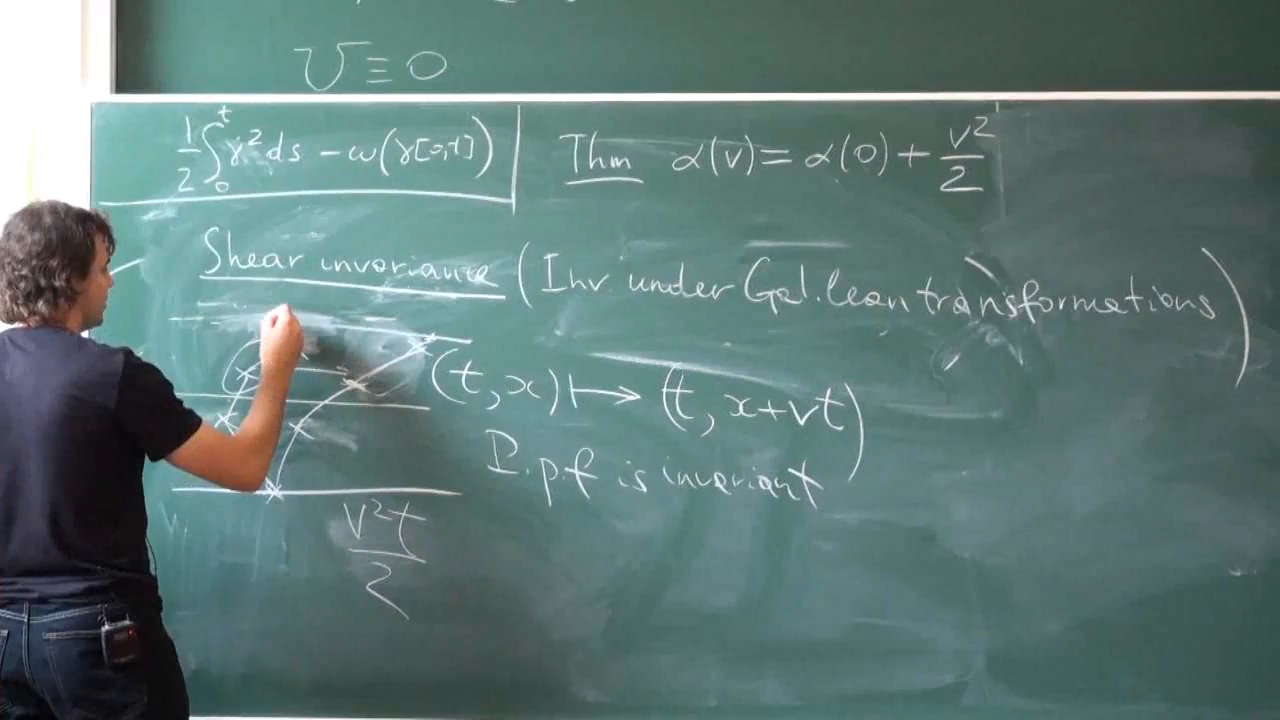 U ≡ 0
1/2 ∫₀ᵗ γ̇² ds − ω(γ[0,t])
Thm α(v) = α(0) + v²/2
Shear invariance (Inv. under Galilean transformations)
(t, x) ↦ (t, x+vt)
P.p.f is invariant
v²t/2